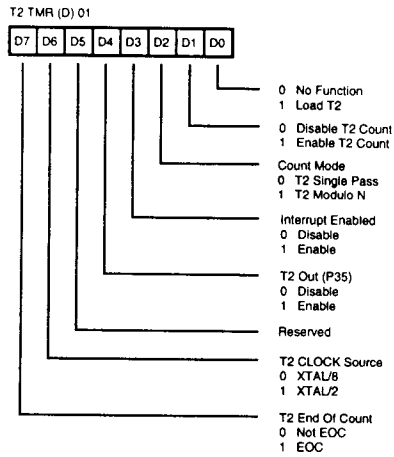 T2 TMR (D) 01
D7 D6 D5 D4 D3 D2 D1 D0
0 No Function
1 Load T2
0 Disable T2 Count
1 Enable T2 Count
Count Mode
0 T2 Single Pass
1 T2 Modulo N
Interrupt Enabled
0 Disable
1 Enable
T2 Out (P35)
0 Disable
1 Enable
Reserved
T2 CLOCK Source
0 XTAL/8
1 XTAL/2
T2 End Of Count
0 Not EOC
1 EOC